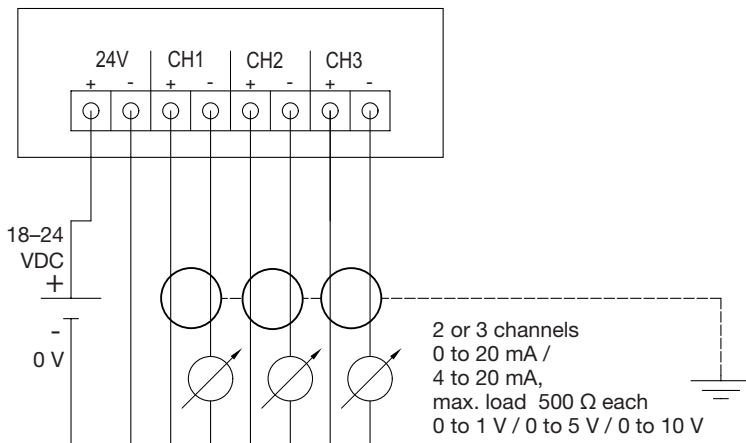 24V CH1 CH2 CH3
+ - + - + - + -
18–24
VDC
+
-
0 V
2 or 3 channels
0 to 20 mA /
4 to 20 mA,
max. load 500 Ω each
0 to 1 V / 0 to 5 V / 0 to 10 V